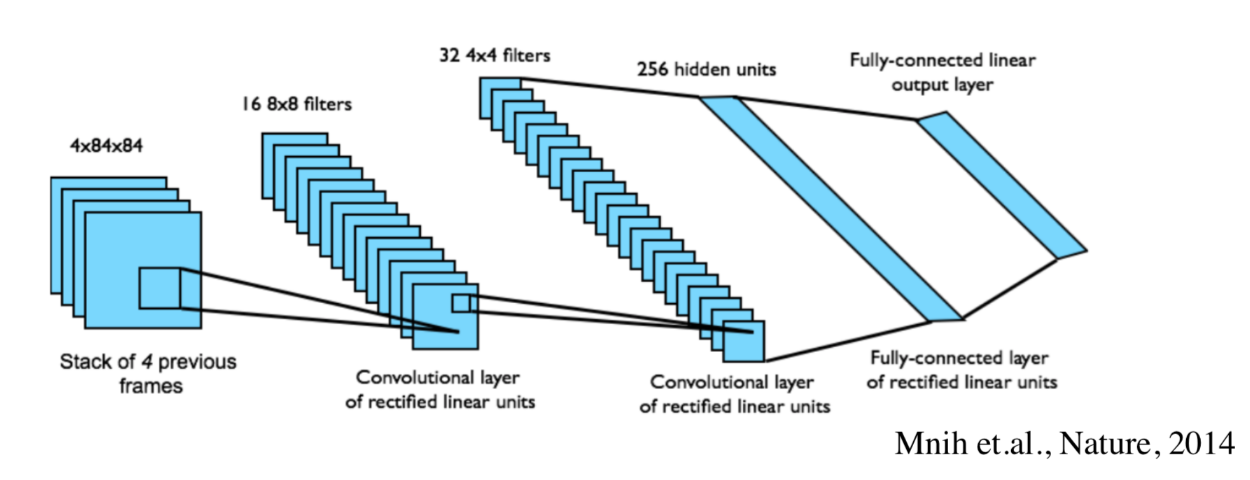 4x84x84
Stack of 4 previous
frames
16 8x8 filters
Convolutional layer
of rectified linear units
32 4x4 filters
Convolutional layer
of rectified linear units
256 hidden units
Fully-connected layer
of rectified linear units
Fully-connected linear
output layer
Mnih et.al., Nature, 2014